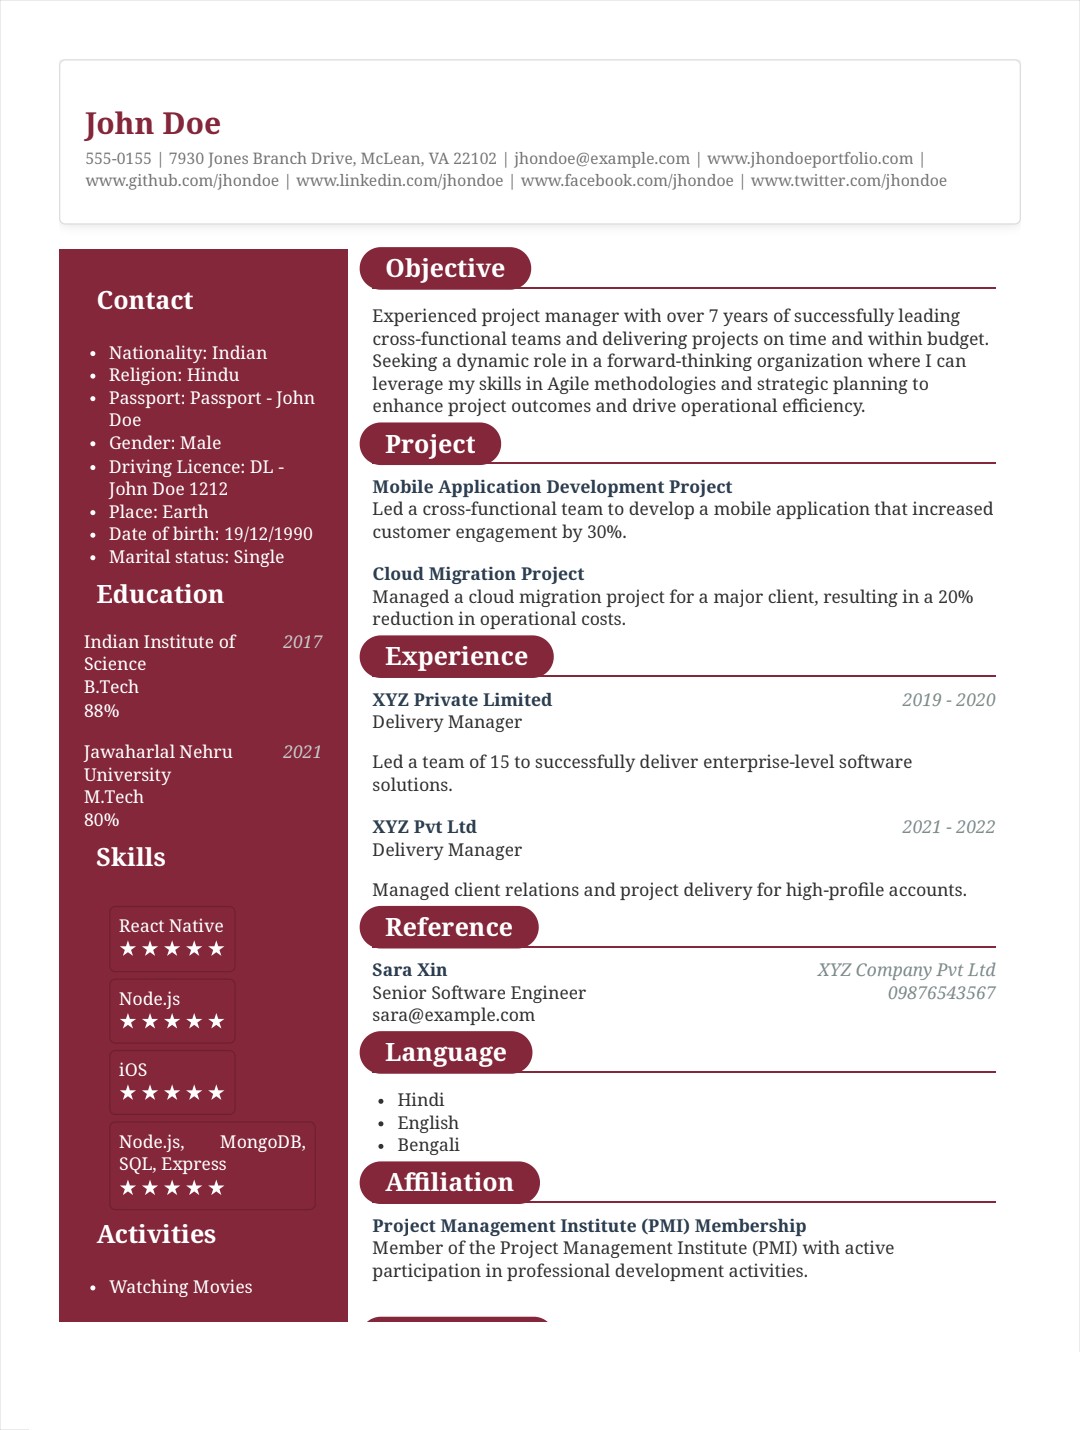 John Doe
555-0155 | 7930 Jones Branch Drive, McLean, VA 22102 | jhondoe@example.com | www.jhondoeportfolio.com |
www.github.com/jhondoe | www.linkedin.com/jhondoe | www.facebook.com/jhondoe | www.twitter.com/jhondoe
Contact
• Nationality: Indian
• Religion: Hindu
• Passport: Passport - John
Doe
• Gender: Male
• Driving Licence: DL -
John Doe 1212
• Place: Earth
• Date of birth: 19/12/1990
• Marital status: Single
Education
Indian Institute of 2017
Science
B.Tech
88%
Jawaharlal Nehru 2021
University
M.Tech
80%
Skills
React Native
★★★★★
Node.js
★★★★★
iOS
★★★★★
Node.js, MongoDB,
SQL, Express
★★★★★
Activities
• Watching Movies
Objective
Experienced project manager with over 7 years of successfully leading
cross-functional teams and delivering projects on time and within budget.
Seeking a dynamic role in a forward-thinking organization where I can
leverage my skills in Agile methodologies and strategic planning to
enhance project outcomes and drive operational efficiency.
Project
Mobile Application Development Project
Led a cross-functional team to develop a mobile application that increased
customer engagement by 30%.
Cloud Migration Project
Managed a cloud migration project for a major client, resulting in a 20%
reduction in operational costs.
Experience
XYZ Private Limited 2019 - 2020
Delivery Manager
Led a team of 15 to successfully deliver enterprise-level software
solutions.
XYZ Pvt Ltd 2021 - 2022
Delivery Manager
Managed client relations and project delivery for high-profile accounts.
Reference
Sara Xin XYZ Company Pvt Ltd
Senior Software Engineer 09876543567
sara@example.com
Language
• Hindi
• English
• Bengali
Affiliation
Project Management Institute (PMI) Membership
Member of the Project Management Institute (PMI) with active
participation in professional development activities.